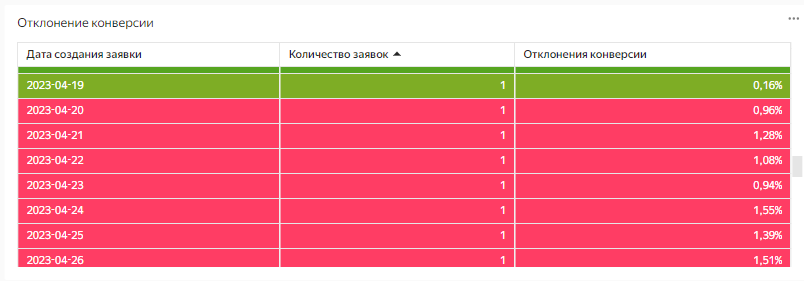 Отклонение конверсии
Дата создания заявки Количество заявок Отклонения конверсии
2023-04-19 1 0,16%
2023-04-20 1 0,96%
2023-04-21 1 1,28%
2023-04-22 1 1,08%
2023-04-23 1 0,94%
2023-04-24 1 1,55%
2023-04-25 1 1,39%
2023-04-26 1 1,51%